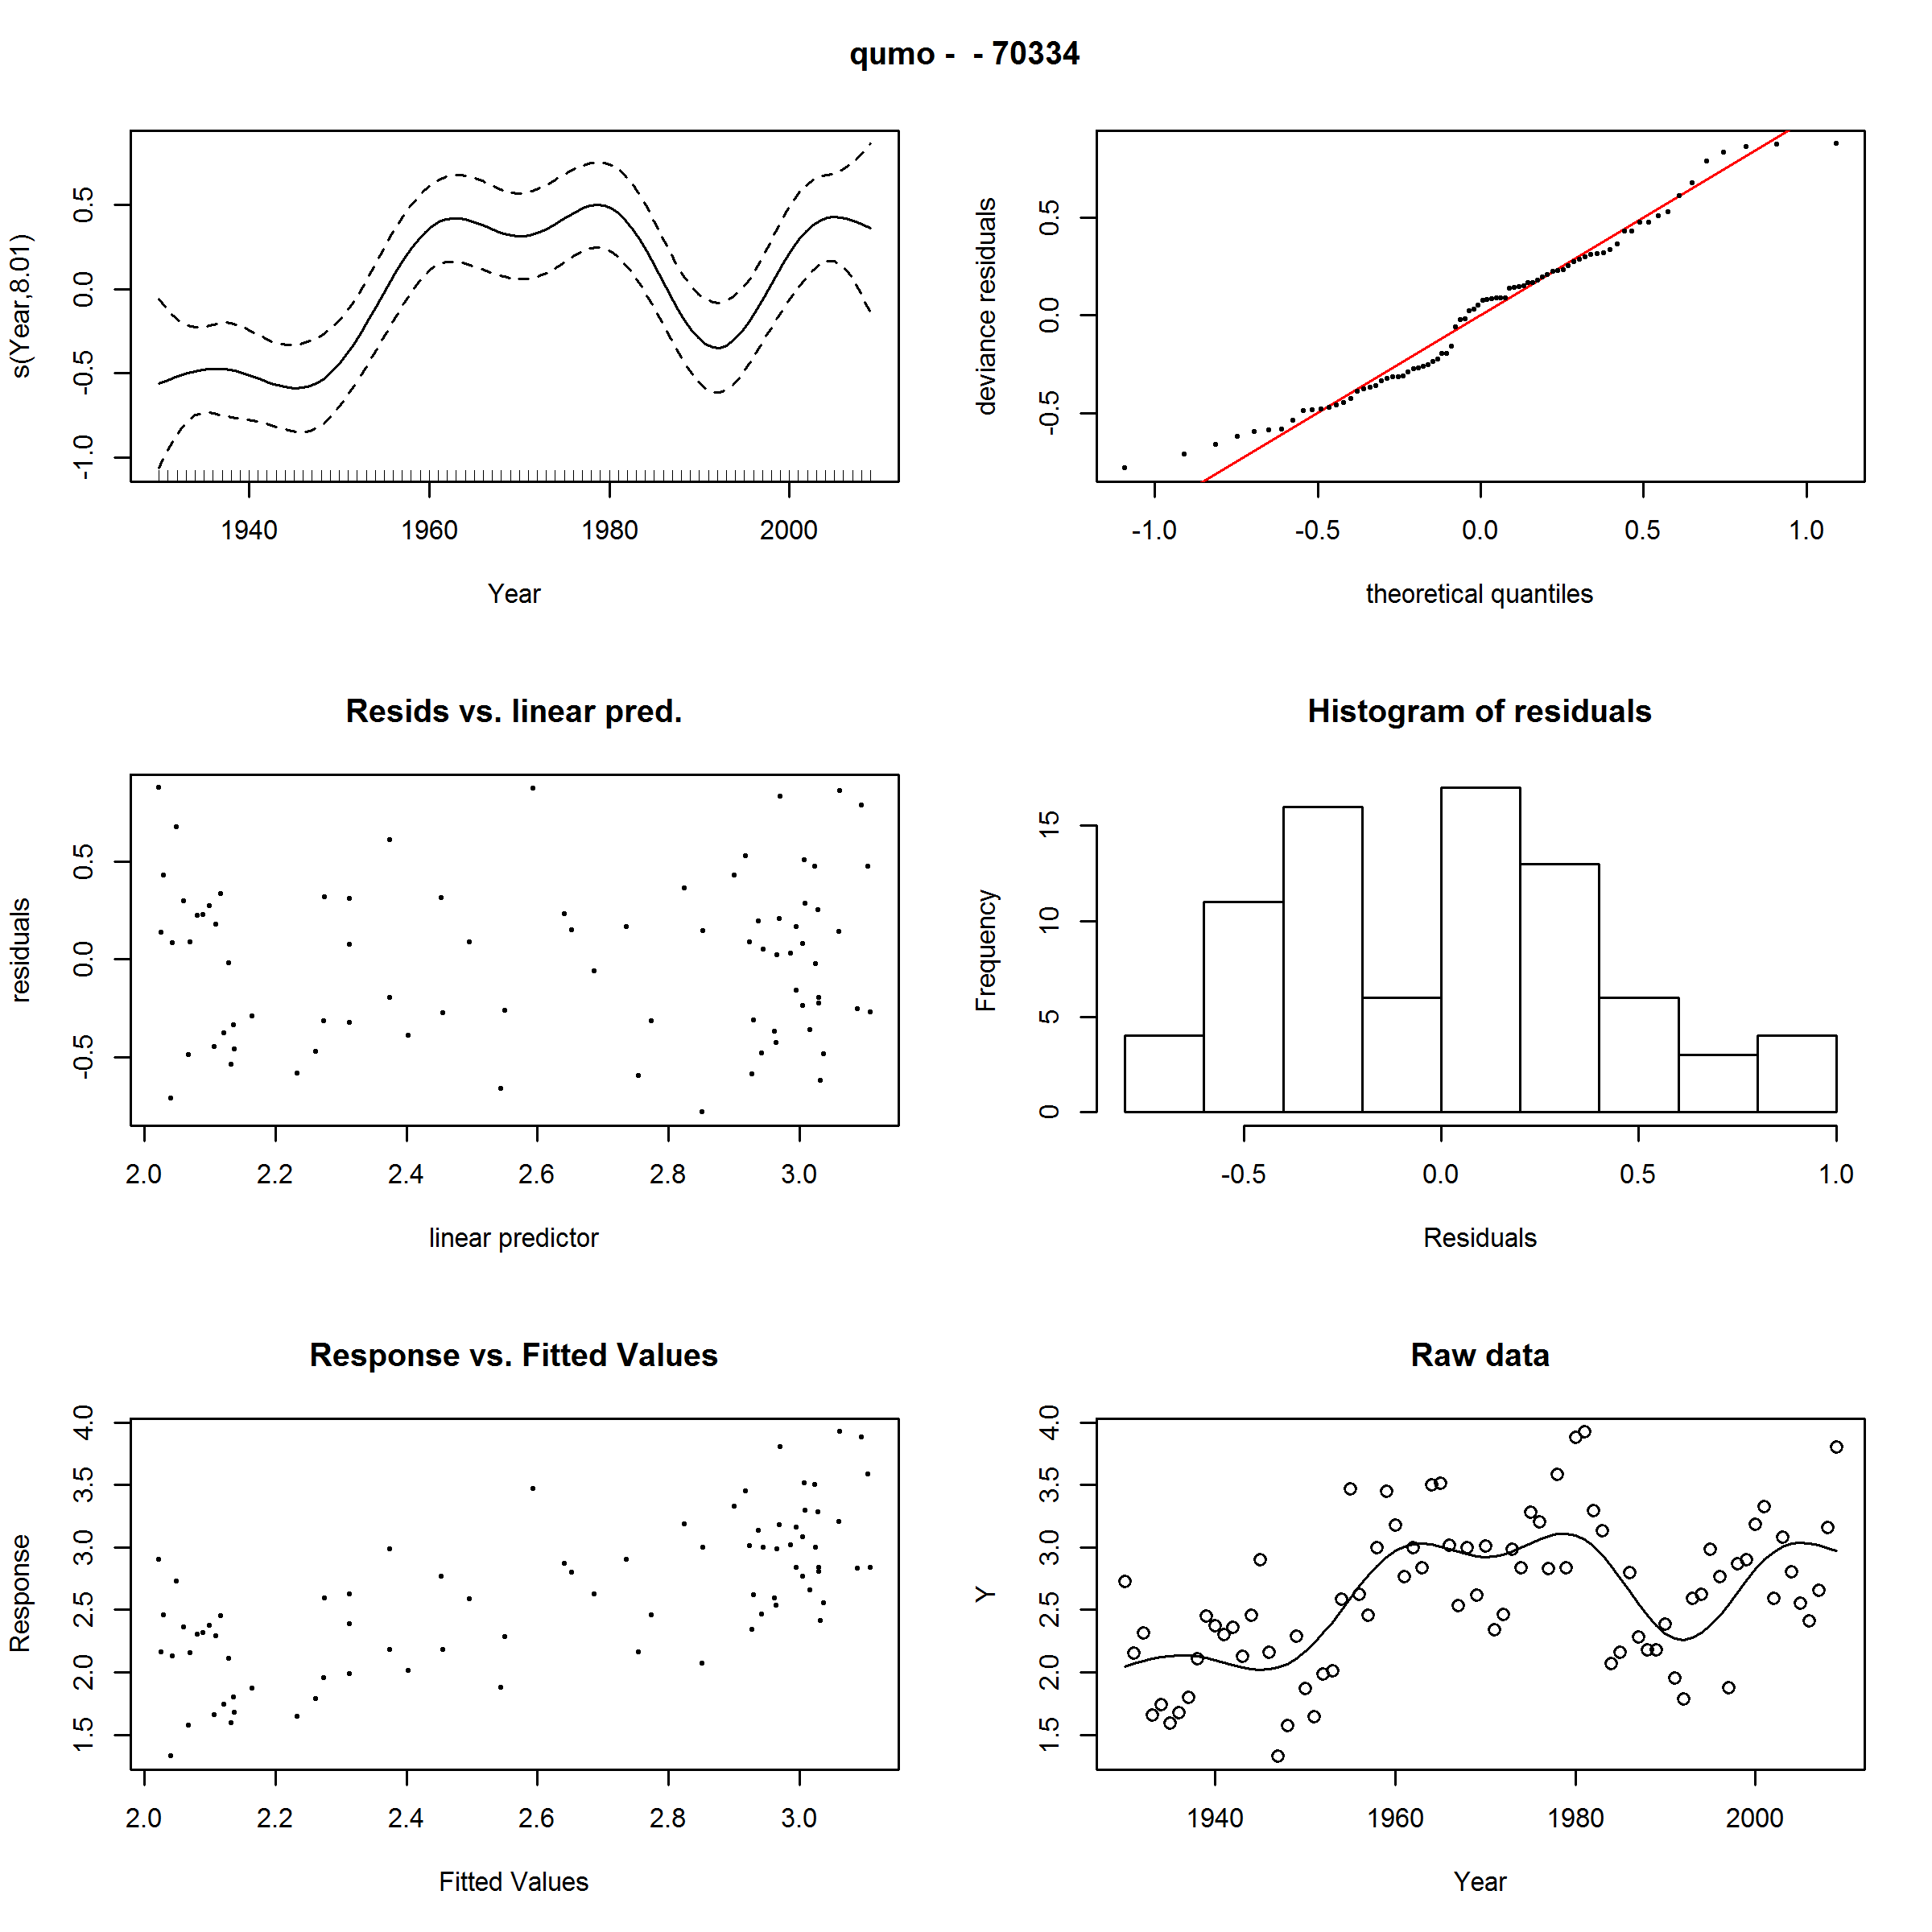 qumo -  - 70334
s(Year,8.01)
0.5
0.0
-0.5
-1.0
1940 1960 1980 2000
Year
deviance residuals
0.5
0.0
-0.5
-1.0 -0.5 0.0 0.5 1.0
theoretical quantiles
Resids vs. linear pred.
residuals
0.5
0.0
-0.5
2.0 2.2 2.4 2.6 2.8 3.0
linear predictor
Histogram of residuals
Frequency
15
10
5
0
-0.5 0.0 0.5 1.0
Residuals
Response vs. Fitted Values
Response
4.0
3.5
3.0
2.5
2.0
1.5
2.0 2.2 2.4 2.6 2.8 3.0
Fitted Values
Raw data
Y
4.0
3.5
3.0
2.5
2.0
1.5
1940 1960 1980 2000
Year